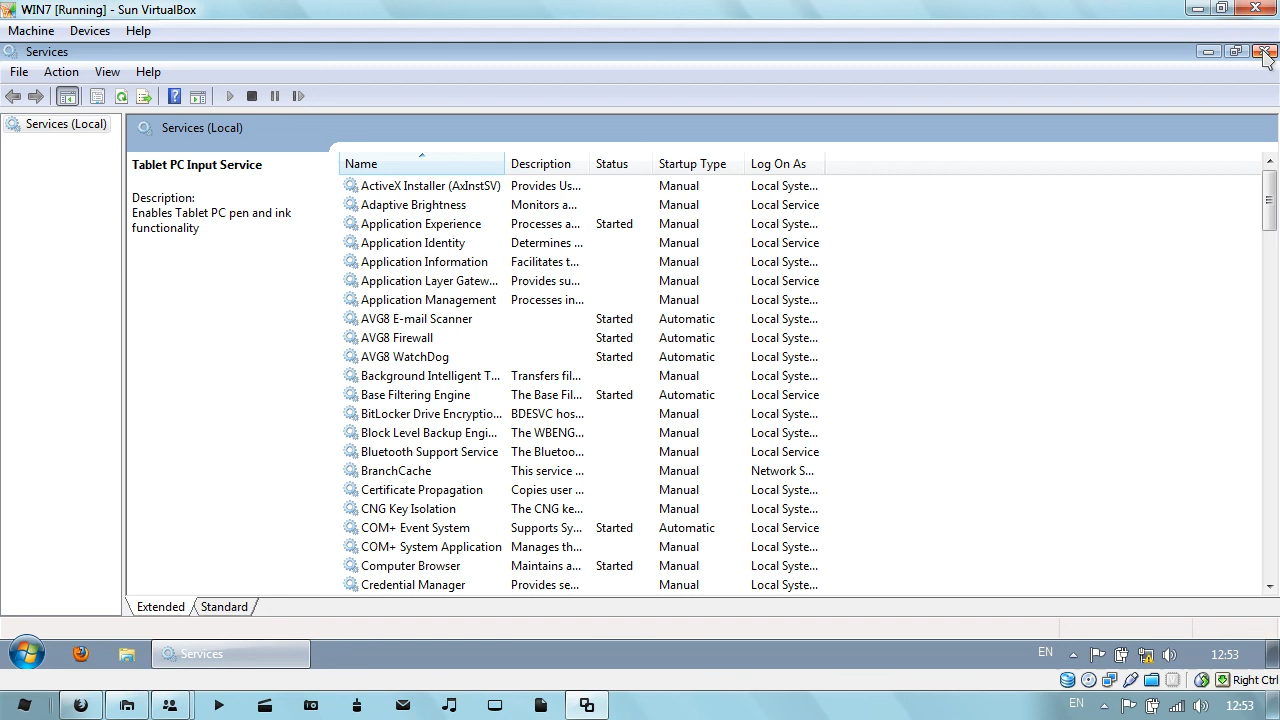 WIN7 [Running] - Sun VirtualBox
Machine Devices Help
Services
File Action View Help
Services (Local)
Services (Local)
Tablet PC Input Service
Description:
Enables Tablet PC pen and ink
functionality
Name Description Status Startup Type Log On As
ActiveX Installer (AxInstSV) Provides Us... Manual Local Syste...
Adaptive Brightness Monitors a... Manual Local Service
Application Experience Processes a... Started Manual Local Syste...
Application Identity Determines ... Manual Local Service
Application Information Facilitates t... Manual Local Syste...
Application Layer Gatew... Provides su... Manual Local Service
Application Management Processes in... Manual Local Syste...
AVG8 E-mail Scanner Started Automatic Local Syste...
AVG8 Firewall Started Automatic Local Syste...
AVG8 WatchDog Started Automatic Local Syste...
Background Intelligent T... Transfers fil... Manual Local Syste...
Base Filtering Engine The Base Fil... Started Automatic Local Service
BitLocker Drive Encryptio... BDESVC hos... Manual Local Syste...
Block Level Backup Engi... The WBENG... Manual Local Syste...
Bluetooth Support Service The Bluetoo... Manual Local Service
BranchCache This service ... Manual Network S...
Certificate Propagation Copies user ... Manual Local Syste...
CNG Key Isolation The CNG ke... Manual Local Syste...
COM+ Event System Supports Sy... Started Automatic Local Service
COM+ System Application Manages th... Manual Local Syste...
Computer Browser Maintains a... Started Manual Local Syste...
Credential Manager Provides se... Manual Local Syste...
Extended Standard
Services EN 12:53
Right Ctrl
EN 12:53